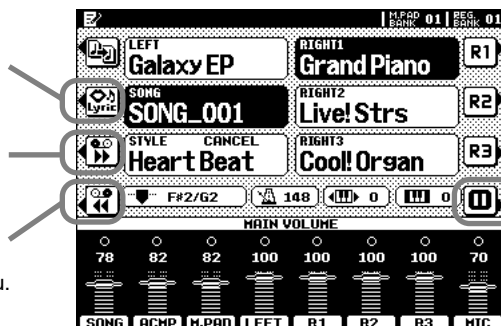 M.PAD BANK 01 REG. BANK 01
LEFT
Galaxy EP
RIGHT1
Grand Piano
R1
Lyric
SONG
SONG_001
RIGHT2
Live! Strs
R2
STYLE CANCEL
Heart Beat
RIGHT3
Cool! Organ
R3
F#2/G2 148 0 0
MAIN VOLUME
78 82 82 100 100 100 100 70
SONG ACMP M.PAD LEFT R1 R2 R3 MIC